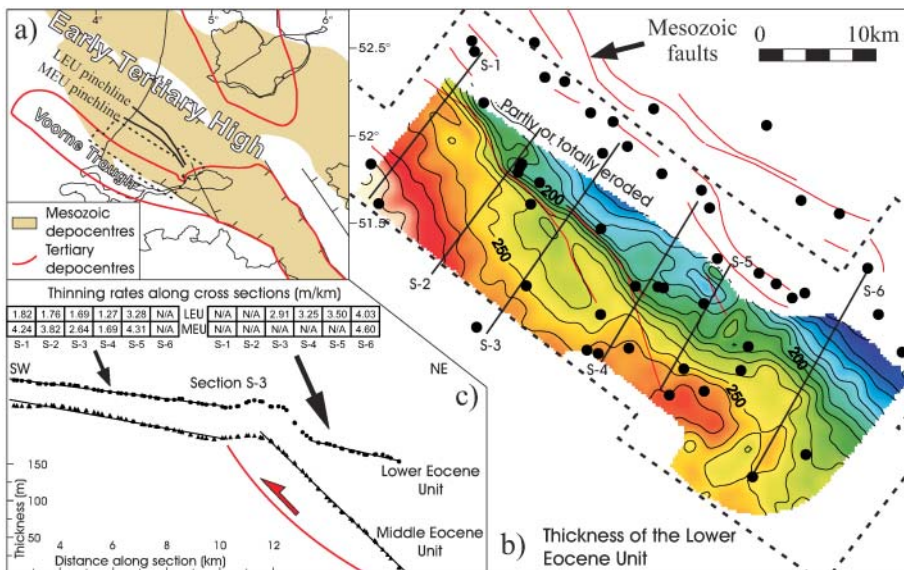 a)
4°
5°
6°
52.5°
52°
51.5°
Early Tertiary High
LEU pinchline
MEU pinchline
Voorne Trough
Mesozoic
depocentres
Tertiary
depocentres
Thinning rates along cross sections (m/km)
1.82 1.76 1.69 1.27 3.28 N/A LEU N/A N/A 2.91 3.25 3.50 4.03
4.24 3.82 2.64 1.69 4.31 N/A MEU N/A N/A N/A N/A N/A 4.60
S-1 S-2 S-3 S-4 S-5 S-6 S-1 S-2 S-3 S-4 S-5 S-6
SW
NE
Section S-3
c)
Lower Eocene
Unit
Middle Eocene
Unit
Thickness (m)
150
100
50
4 6 8 10 12
Distance along section (km)
Mesozoic
faults
0 10km
S-1
Partly or totally eroded
200
250
S-5
S-6
S-2
S-3
S-4
200
250
b) Thickness of the Lower
Eocene Unit